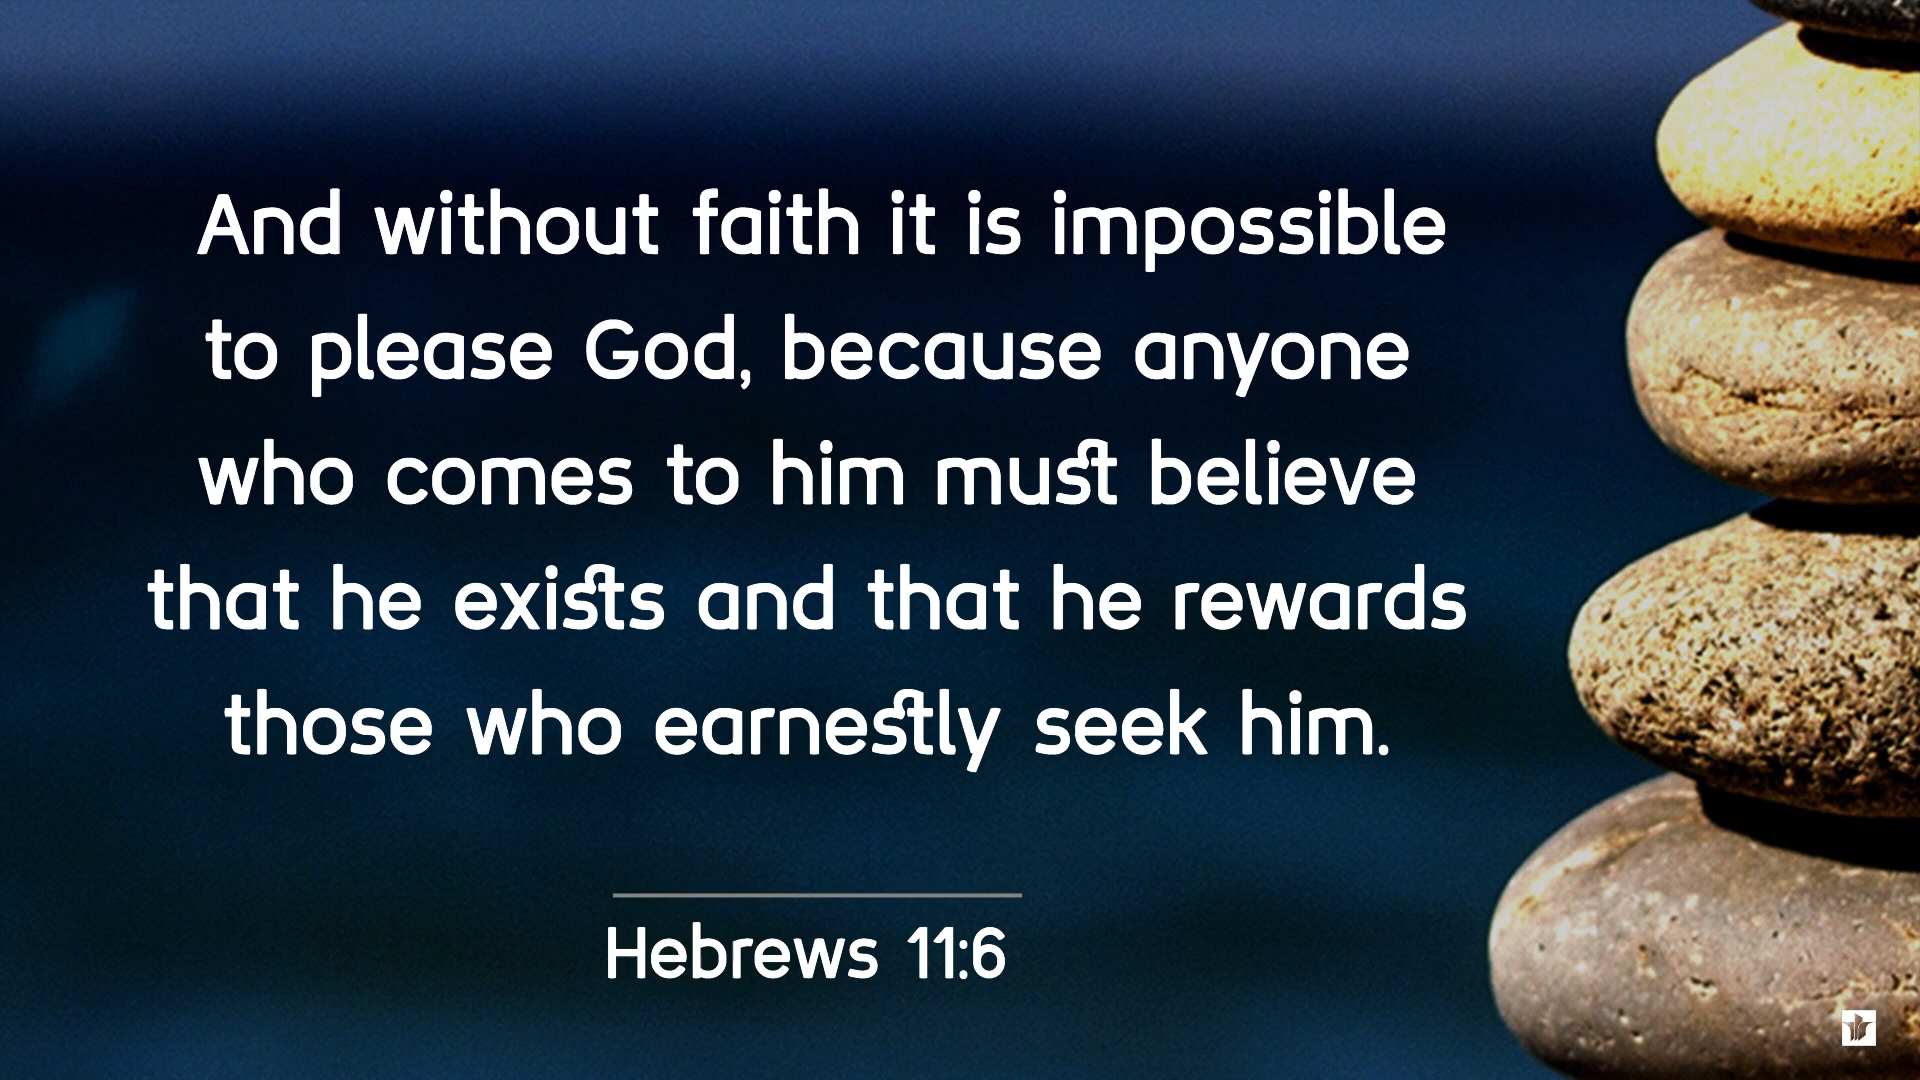 And without faith it is impossible
to please God, because anyone
who comes to him must believe
that he exists and that he rewards
those who earnestly seek him.
Hebrews 11:6